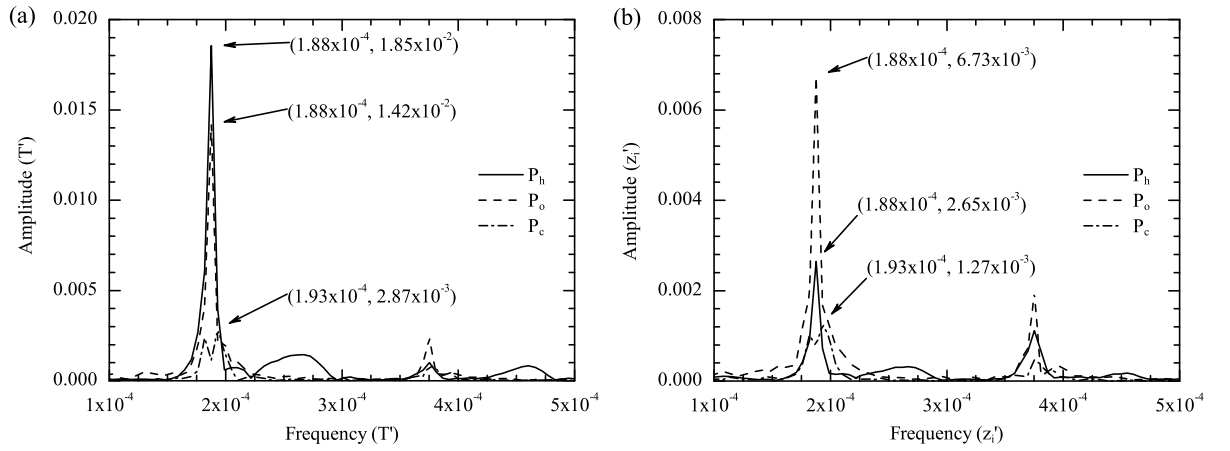 (a)
0.020
0.015
0.010
0.005
0.000
Amplitude (T')
(1.88x10⁻⁴, 1.85x10⁻²)
(1.88x10⁻⁴, 1.42x10⁻²)
(1.93x10⁻⁴, 2.87x10⁻³)
Pₕ
Pₒ
P꜀
1x10⁻⁴ 2x10⁻⁴ 3x10⁻⁴ 4x10⁻⁴ 5x10⁻⁴
Frequency (T')
(b)
0.008
0.006
0.004
0.002
0.000
Amplitude (zᵢ')
(1.88x10⁻⁴, 6.73x10⁻³)
(1.88x10⁻⁴, 2.65x10⁻³)
(1.93x10⁻⁴, 1.27x10⁻³)
Pₕ
Pₒ
P꜀
1x10⁻⁴ 2x10⁻⁴ 3x10⁻⁴ 4x10⁻⁴ 5x10⁻⁴
Frequency (zᵢ')